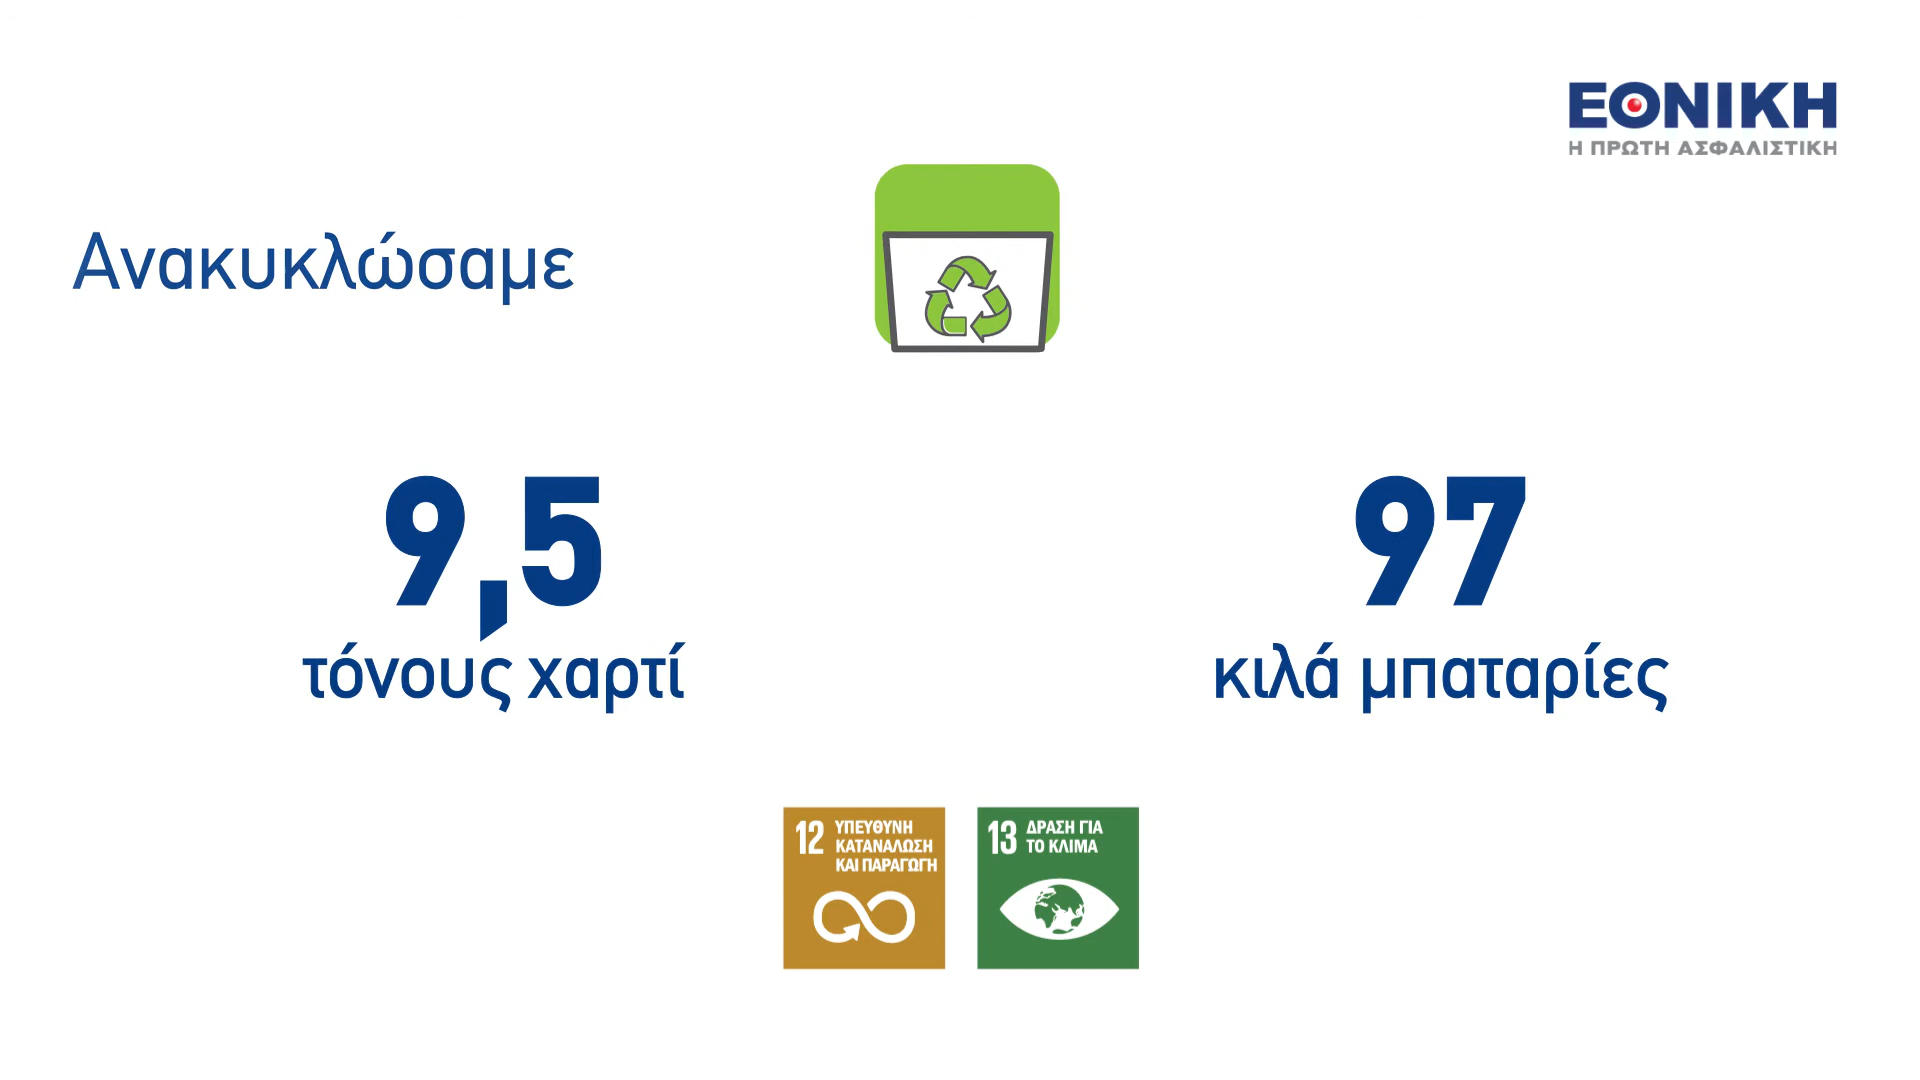 ΕΘΝΙΚΗ
Η ΠΡΩΤΗ ΑΣΦΑΛΙΣΤΙΚΗ
Ανακυκλώσαμε
9,5
τόνους χαρτί
97
κιλά μπαταρίες
12 ΥΠΕΥΘΥΝΗ
ΚΑΤΑΝΑΛΩΣΗ
ΚΑΙ ΠΑΡΑΓΩΓΗ
13 ΔΡΑΣΗ ΓΙΑ
ΤΟ ΚΛΙΜΑ